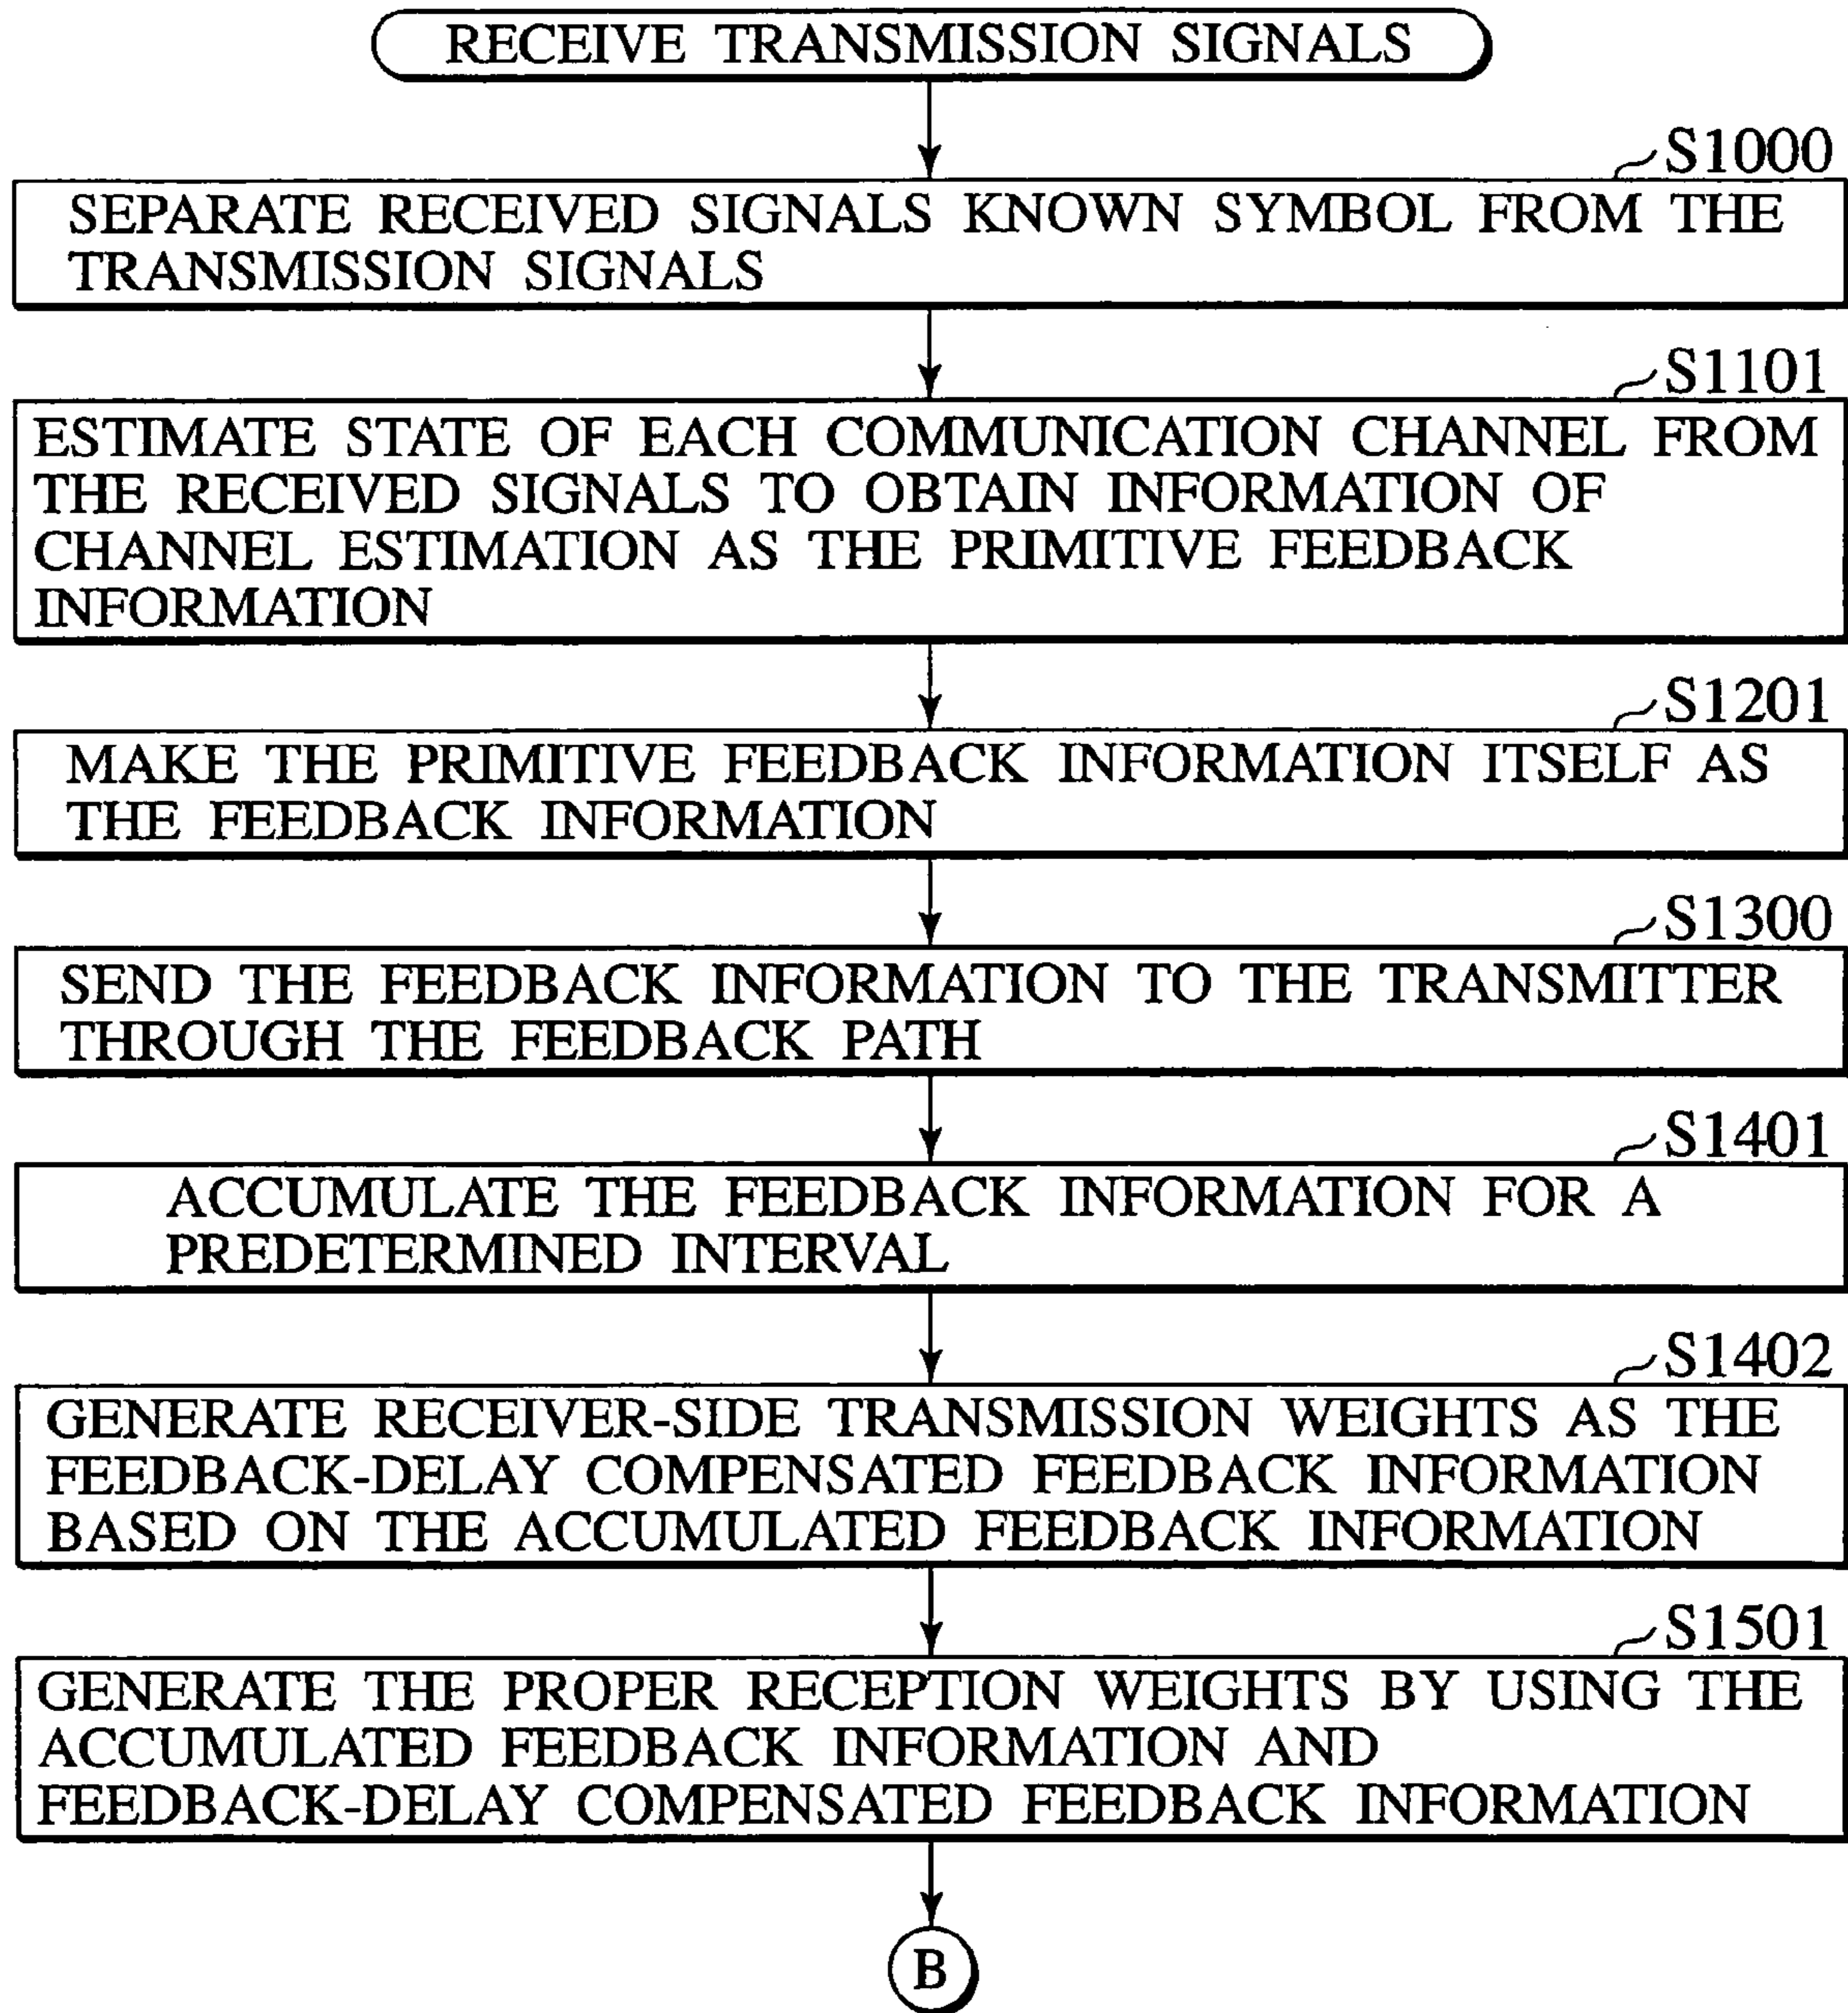 RECEIVE TRANSMISSION SIGNALS
S1000
SEPARATE RECEIVED SIGNALS KNOWN SYMBOL FROM THE
TRANSMISSION SIGNALS
S1101
ESTIMATE STATE OF EACH COMMUNICATION CHANNEL FROM
THE RECEIVED SIGNALS TO OBTAIN INFORMATION OF
CHANNEL ESTIMATION AS THE PRIMITIVE FEEDBACK
INFORMATION
S1201
MAKE THE PRIMITIVE FEEDBACK INFORMATION ITSELF AS
THE FEEDBACK INFORMATION
S1300
SEND THE FEEDBACK INFORMATION TO THE TRANSMITTER
THROUGH THE FEEDBACK PATH
S1401
ACCUMULATE THE FEEDBACK INFORMATION FOR A
PREDETERMINED INTERVAL
S1402
GENERATE RECEIVER-SIDE TRANSMISSION WEIGHTS AS THE
FEEDBACK-DELAY COMPENSATED FEEDBACK INFORMATION
BASED ON THE ACCUMULATED FEEDBACK INFORMATION
S1501
GENERATE THE PROPER RECEPTION WEIGHTS BY USING THE
ACCUMULATED FEEDBACK INFORMATION AND
FEEDBACK-DELAY COMPENSATED FEEDBACK INFORMATION
B